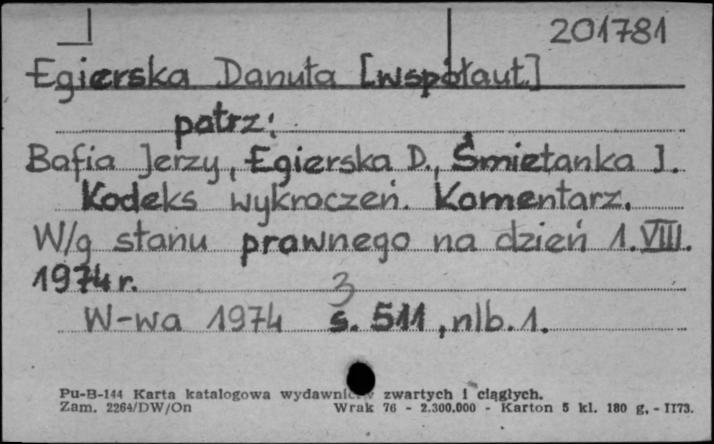 201781
Egierska Danuta [współaut.]
patrz:
Bafia Jerzy, Egierska D., Śmietanka I.
Kodeks wykroczeń. Komentarz.
W/g stanu prawnego na dzień 1.VIII.
1974 r.
3
W-wa 1974 s. 511, nlb. 1.
Pu-B-144 Karta katalogowa wydawnictw zwartych i ciągłych.
Zam. 2264/DW/On Wrak 76 - 2.300.000 - Karton 5 kl. 180 g. - II73.